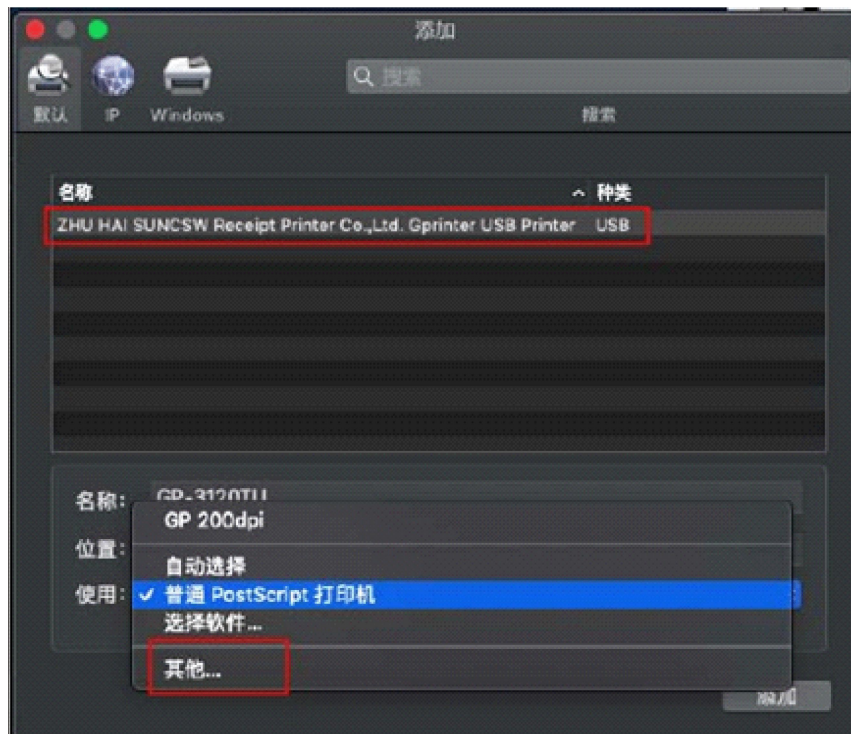 添加
搜索
默认 IP Windows 搜索
名称 种类
ZHU HAI SUNCSW Receipt Printer Co.,Ltd. Gprinter USB Printer USB
名称: GP-3120TU
GP 200dpi
位置:
自动选择
使用: ✓ 普通 PostScript 打印机
选择软件...
其他...
添加